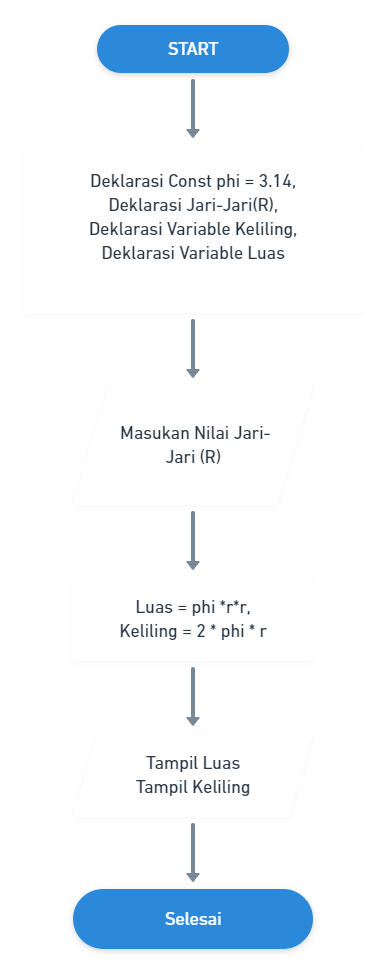 START
Deklarasi Const phi = 3.14,
Deklarasi Jari-Jari(R),
Deklarasi Variable Keliling,
Deklarasi Variable Luas
Masukan Nilai Jari-
Jari (R)
Luas = phi *r*r,
Keliling = 2 * phi * r
Tampil Luas
Tampil Keliling
Selesai